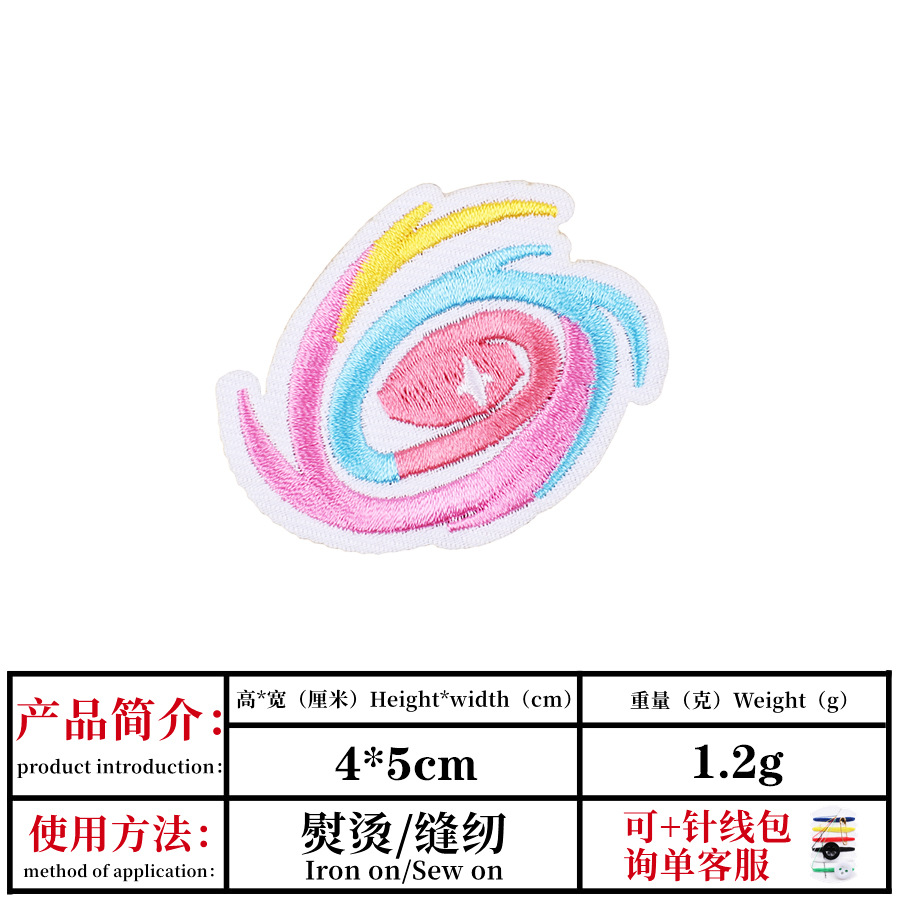 产品简介：
product introduction：
高*宽（厘米）Height*width（cm）
重量（克）Weight（g）
4*5cm
1.2g
使用方法：
method of application：
熨烫/缝纫
Iron on/Sew on
可+针线包
询单客服